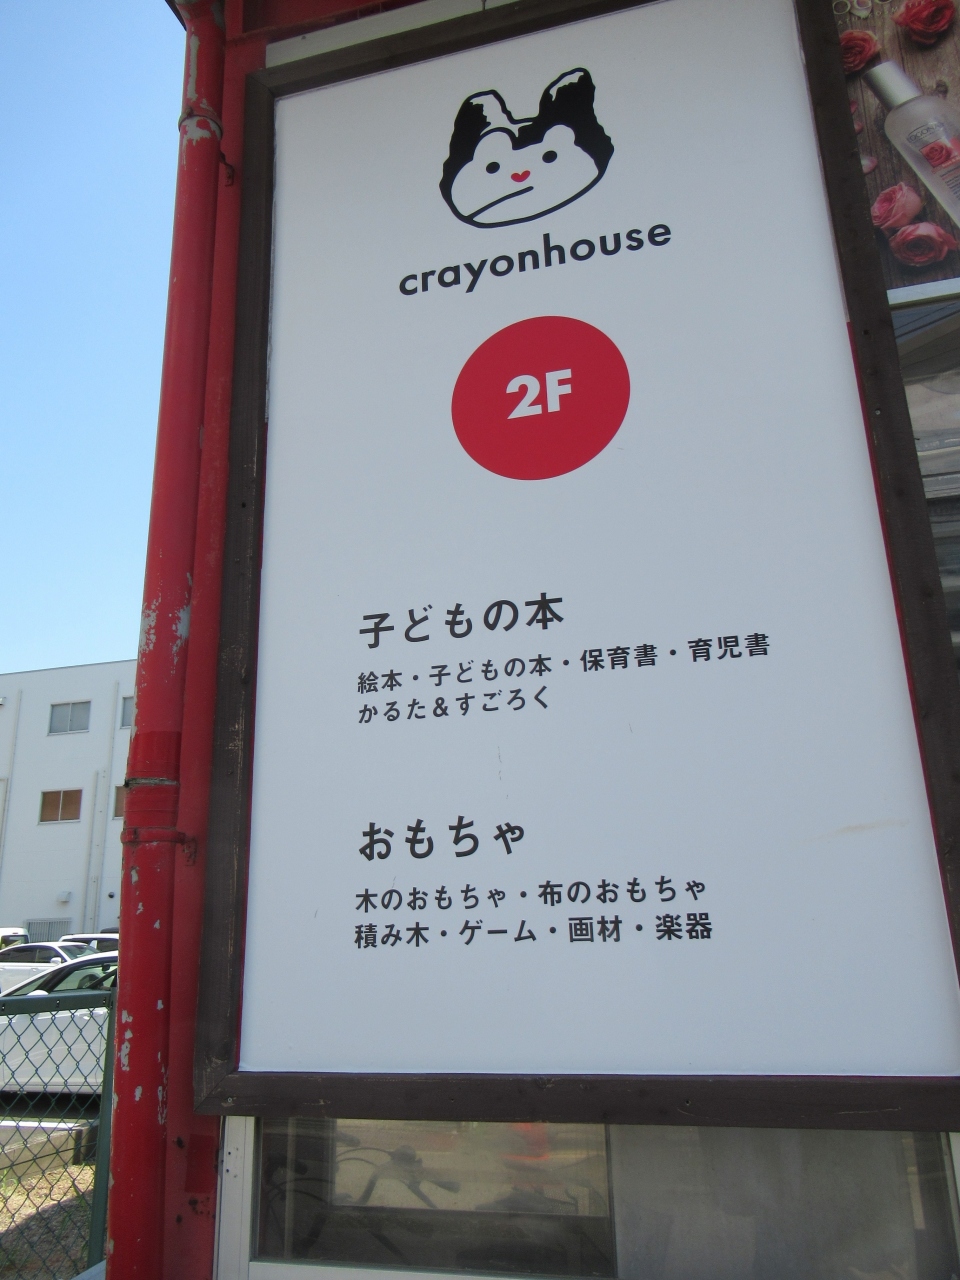 crayonhouse
2F
子どもの本
絵本・子どもの本・保育書・育児書
かるた&すごろく
おもちゃ
木のおもちゃ・布のおもちゃ
積み木・ゲーム・画材・楽器